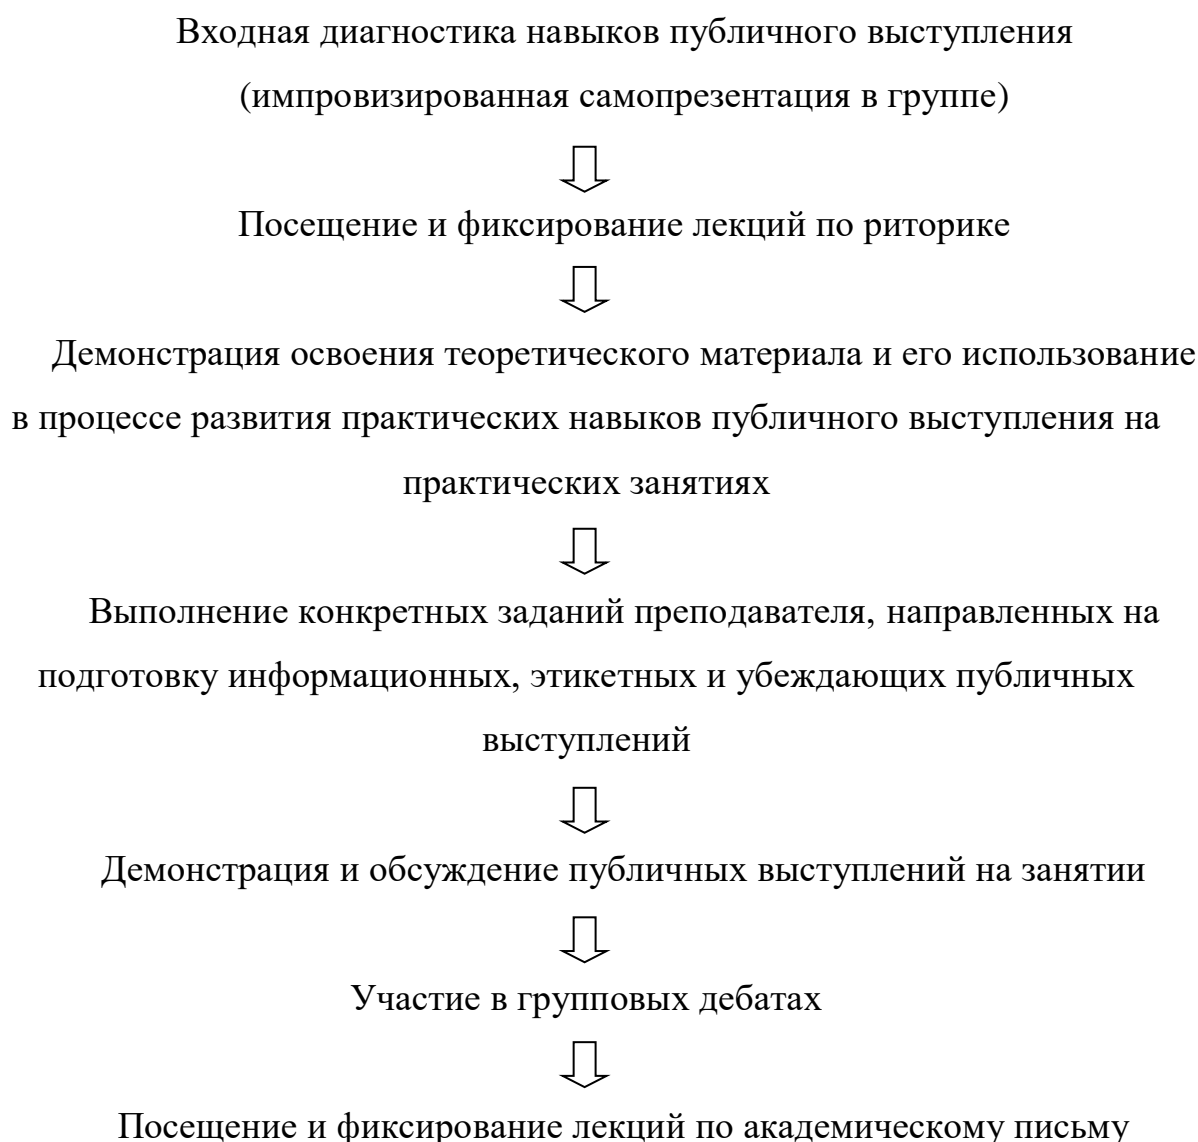 Входная диагностика навыков публичного выступления
(импровизированная самопрезентация в группе)
Посещение и фиксирование лекций по риторике
Демонстрация освоения теоретического материала и его использование
в процессе развития практических навыков публичного выступления на
практических занятиях
Выполнение конкретных заданий преподавателя, направленных на
подготовку информационных, этикетных и убеждающих публичных
выступлений
Демонстрация и обсуждение публичных выступлений на занятии
Участие в групповых дебатах
Посещение и фиксирование лекций по академическому письму